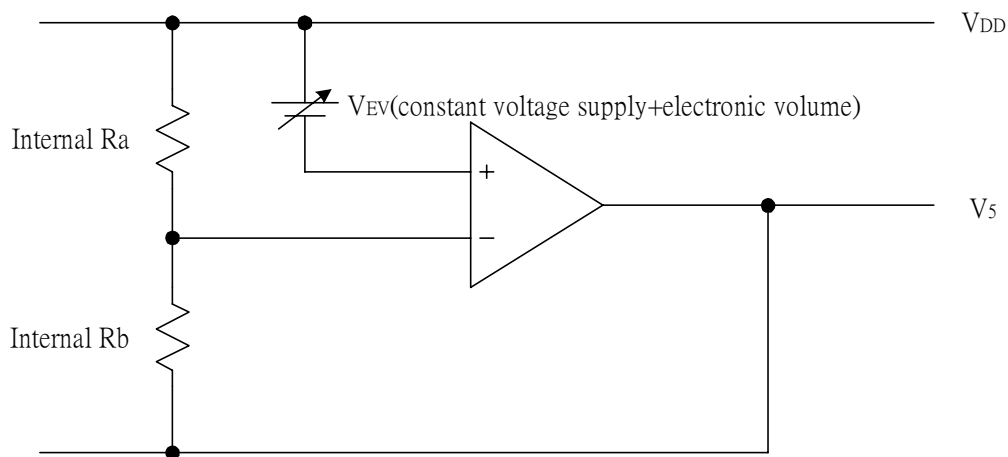 VDD
VEV(constant voltage supply+electronic volume)
Internal Ra
+
V5
−
Internal Rb